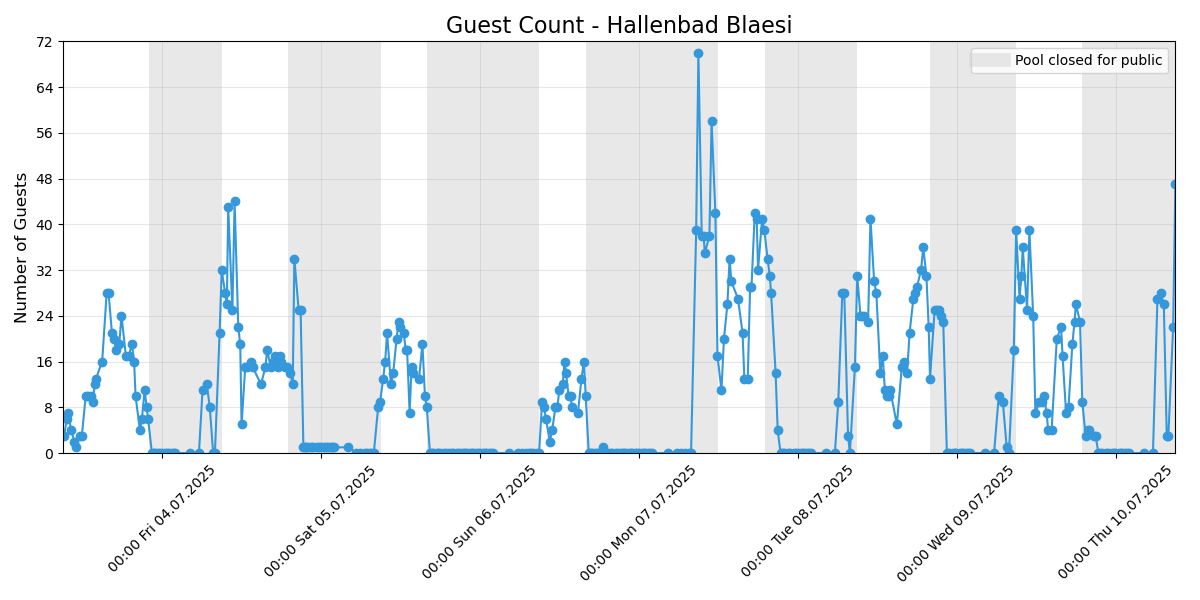 Guest Count - Hallenbad Blaesi
Pool closed for public
Number of Guests
72
64
56
48
40
32
24
16
8
0
00:00 Fri 04.07.2025
00:00 Sat 05.07.2025
00:00 Sun 06.07.2025
00:00 Mon 07.07.2025
00:00 Tue 08.07.2025
00:00 Wed 09.07.2025
00:00 Thu 10.07.2025